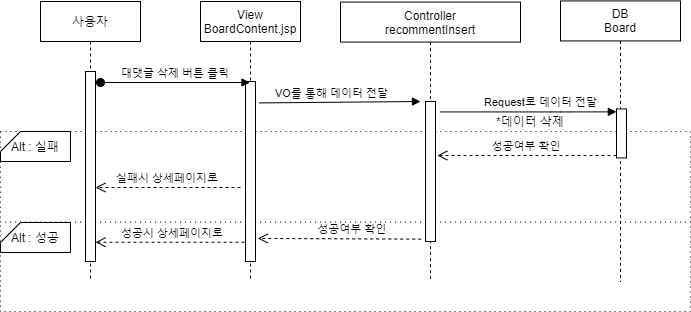 사용자
View
BoardContent.jsp
Controller
recommentInsert
DB
Board
대댓글 삭제 버튼 클릭
VO를 통해 데이터 전달
Request로 데이터 전달
*데이터 삭제
Alt : 실패
성공여부 확인
실패시 상세페이지로
Alt : 성공
성공시 상세페이지로
성공여부 확인